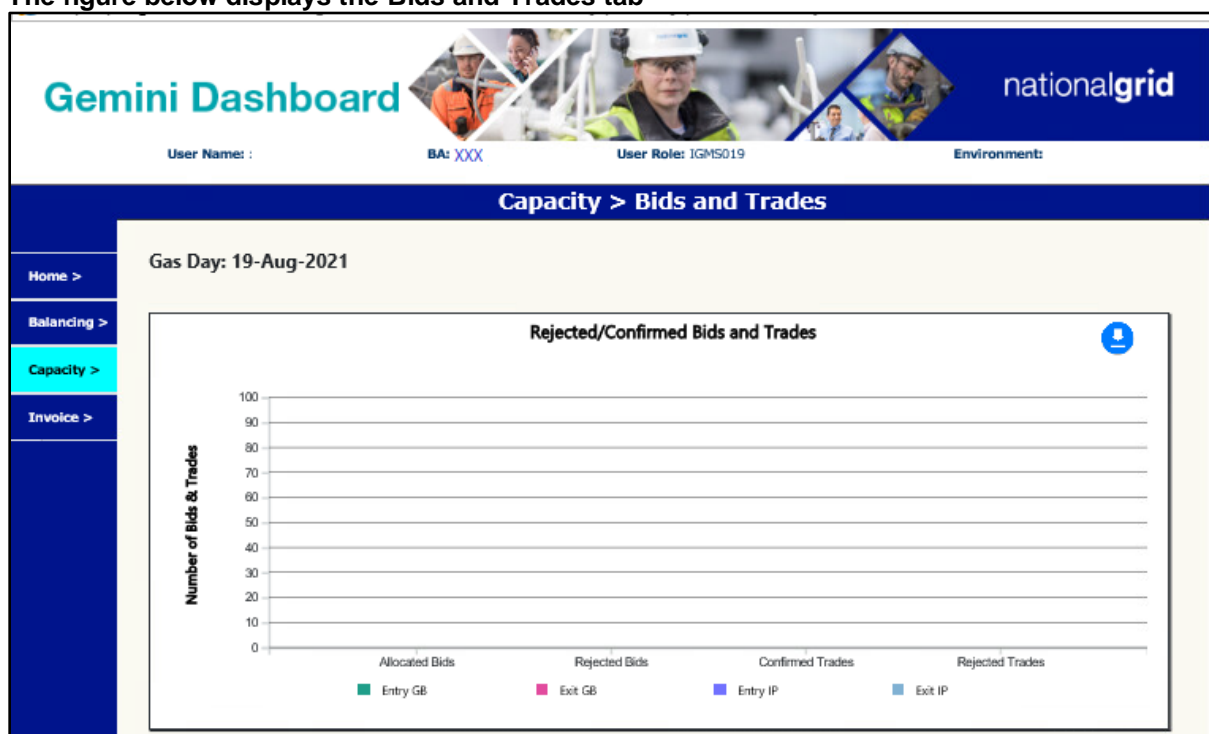 The figure below displays the Bids and Trades tab
Gemini Dashboard
nationalgrid
User Name: : BA: XXX User Role: IGMS019 Environment:
Capacity > Bids and Trades
Home >
Balancing >
Capacity >
Invoice >
Gas Day: 19-Aug-2021
Rejected/Confirmed Bids and Trades
Number of Bids & Trades
100
90
80
70
60
50
40
30
20
10
0
Allocated Bids Rejected Bids Confirmed Trades Rejected Trades
Entry GB Exit GB Entry IP Exit IP